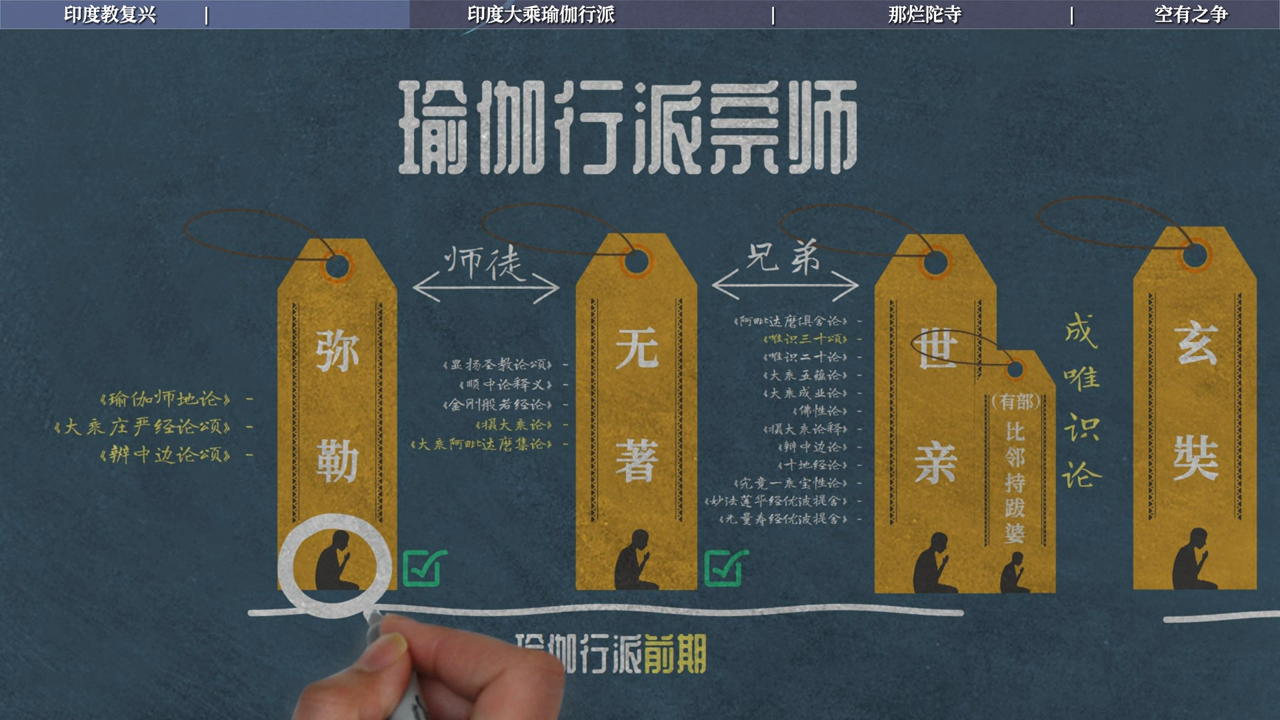 印度教复兴 | 印度大乘瑜伽行派 | 那烂陀寺 | 空有之争
瑜伽行派宗师
弥勒
《瑜伽师地论》-
《大乘庄严经论颂》-
《辨中边论颂》-
师徒
无著
《显扬圣教论颂》-
《顺中论释义》-
《金刚般若经论》-
《摄大乘论》-
《大乘阿毗达磨集论》-
兄弟
世亲
《阿毗达磨俱舍论》-
《唯识三十颂》-
《唯识二十论》-
《大乘五蕴论》-
《大乘成业论》-
《佛性论》-
《摄大乘论释》-
《辨中边论》-
《十地经论》-
《究竟一乘宝性论》-
《妙法莲华经优波提舍》-
《无量寿经优波提舍》-
(有部)
比邻持跋婆
成唯识论
玄奘
瑜伽行派前期